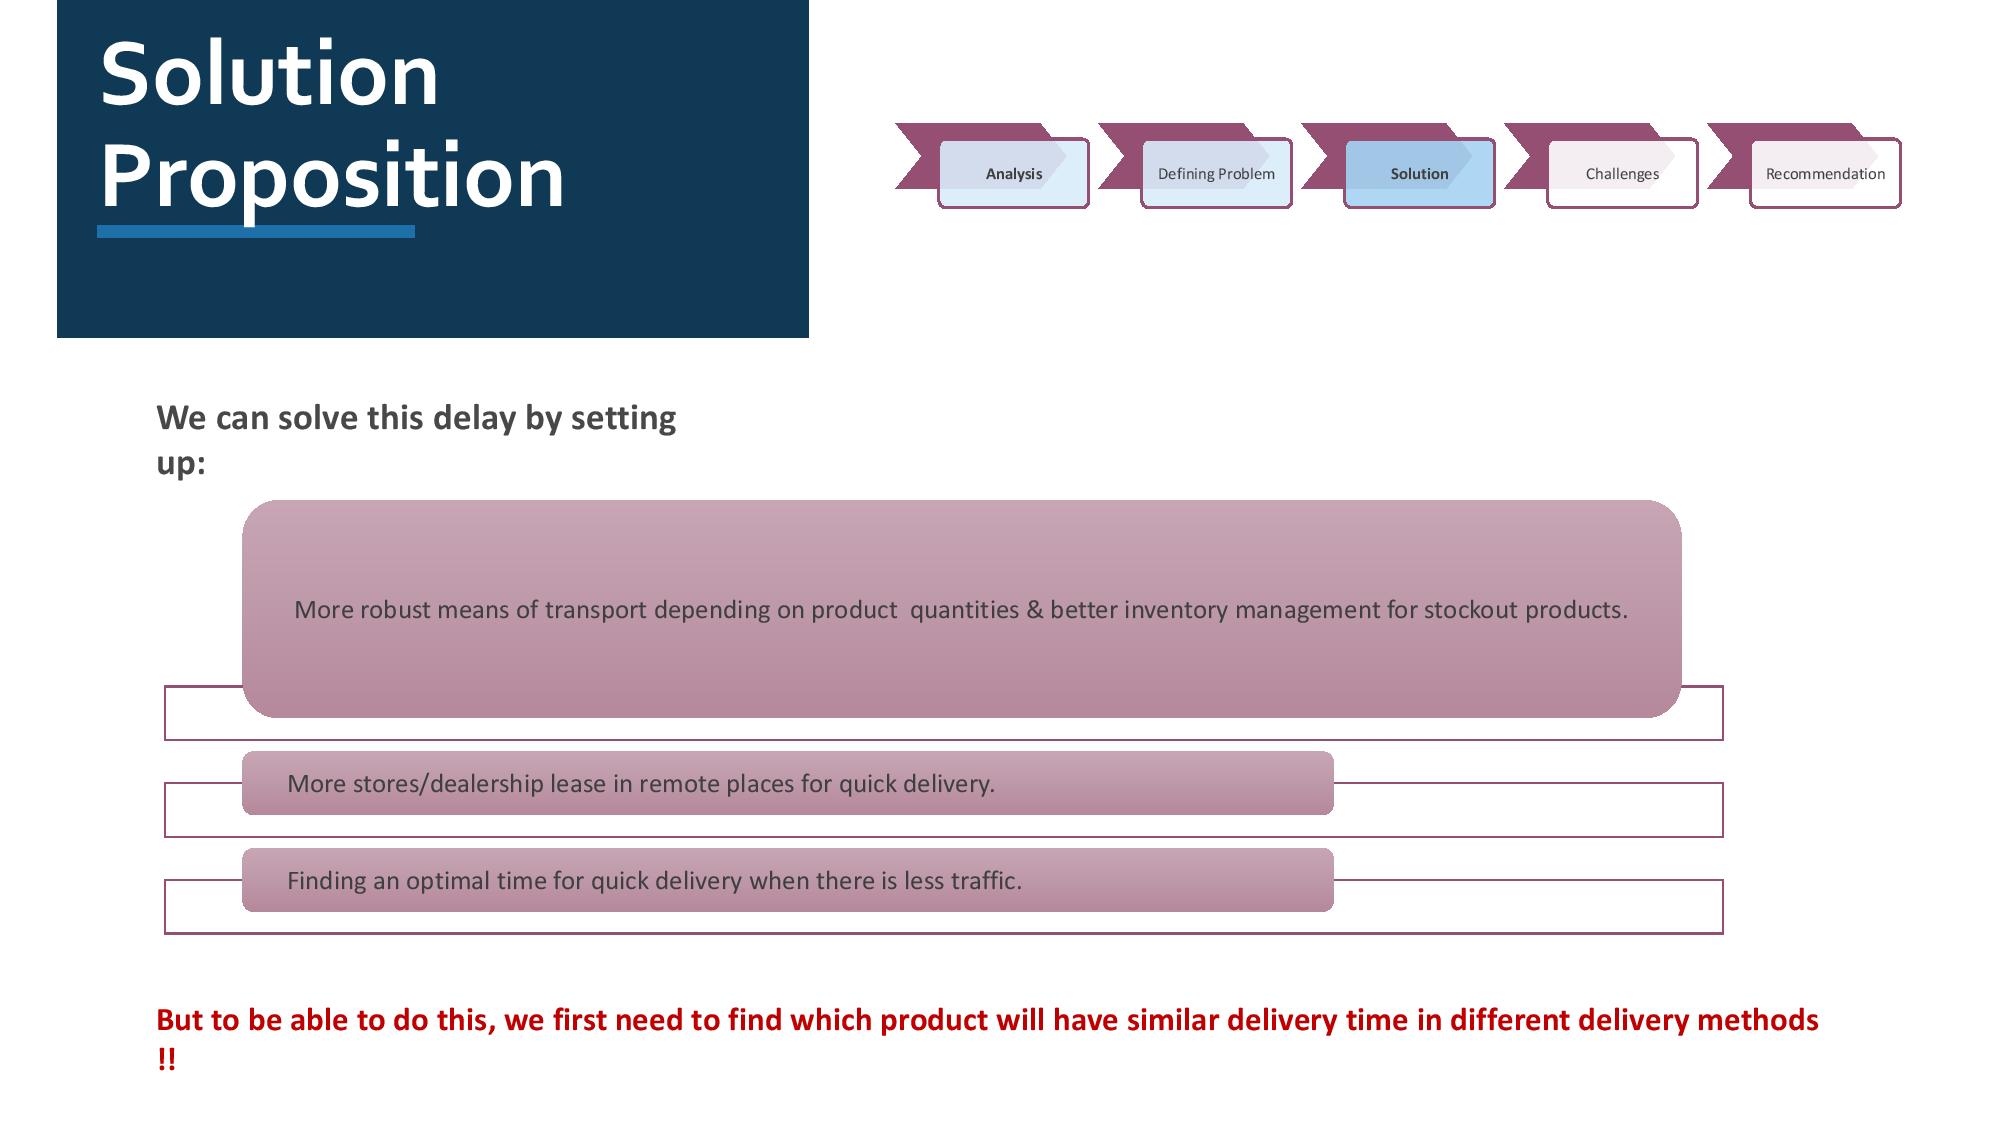 Solution
Proposition
Analysis
Defining Problem
Solution
Challenges
Recommendation
We can solve this delay by setting
up:
More robust means of transport depending on product  quantities & better inventory management for stockout products.
More stores/dealership lease in remote places for quick delivery.
Finding an optimal time for quick delivery when there is less traffic.
But to be able to do this, we first need to find which product will have similar delivery time in different delivery methods
!!